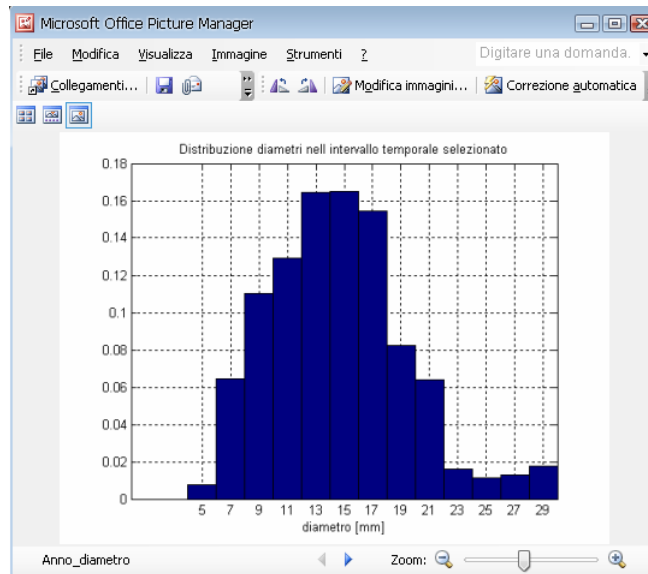 Microsoft Office Picture Manager
File Modifica Visualizza Immagine Strumenti ? Digitare una domanda.
Collegamenti... Modifica immagini... Correzione automatica
Distribuzione diametri nell intervallo temporale selezionato
0.18
0.16
0.14
0.12
0.1
0.08
0.06
0.04
0.02
0
5 7 9 11 13 15 17 19 21 23 25 27 29
diametro [mm]
Anno_diametro Zoom: